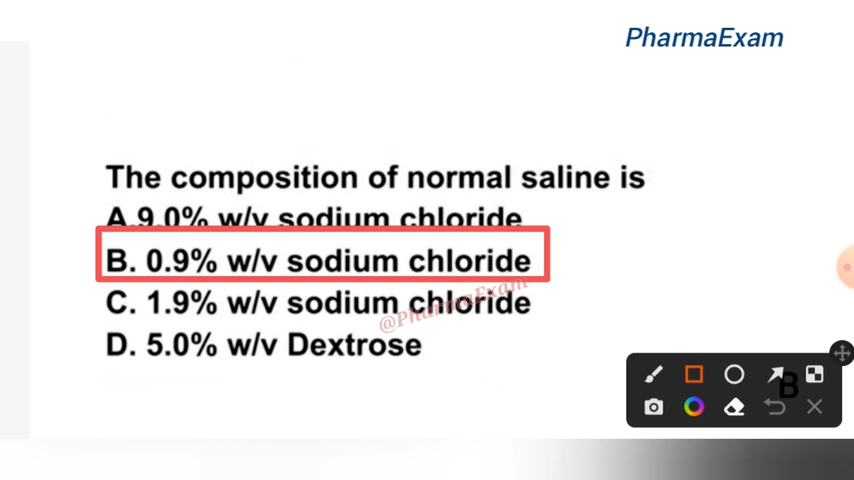 PharmaExam
The composition of normal saline is
A.9.0% w/v sodium chloride
B. 0.9% w/v sodium chloride
C. 1.9% w/v sodium chloride
@PharmaExam
D. 5.0% w/v Dextrose
B